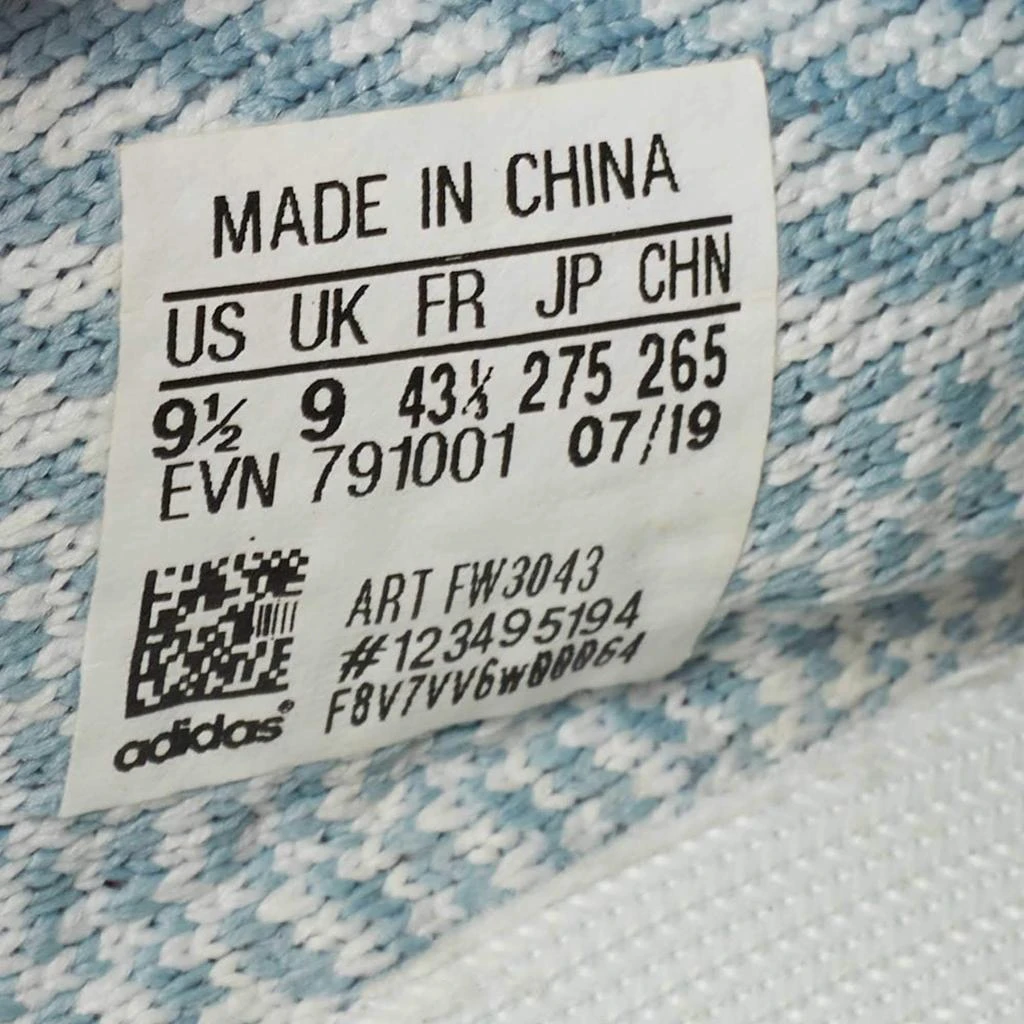 MADE IN CHINA
US UK FR JP CHN
9½ 9 43⅓ 275 265
EVN 791001 07/19
ART FW3043
#123495194
F8V7VV6w00064
adidas®